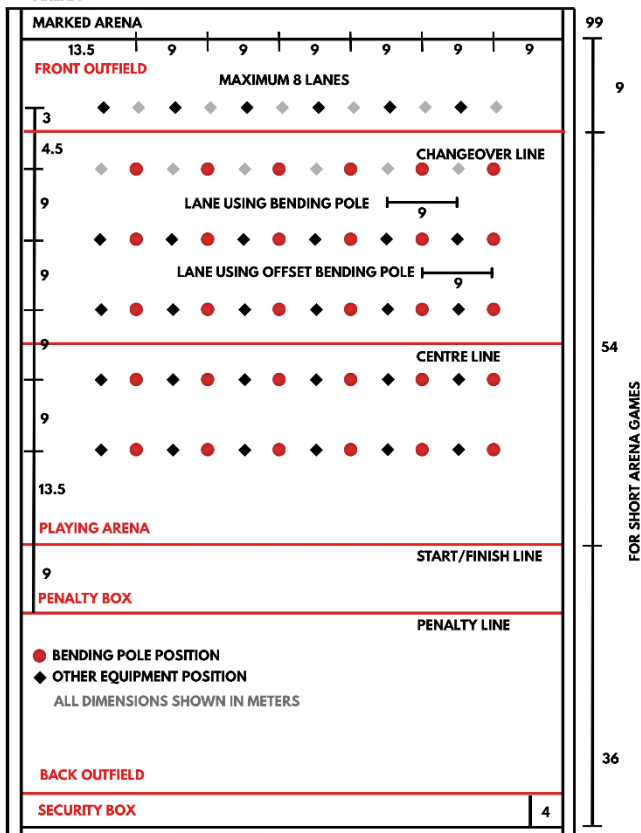 MARKED ARENA
99
13.5 9 9 9 9 9 9
FRONT OUTFIELD
MAXIMUM 8 LANES
9
3
4.5
CHANGEOVER LINE
9
LANE USING BENDING POLE
9
9
LANE USING OFFSET BENDING POLE
9
9
54
CENTRE LINE
9
FOR SHORT ARENA GAMES
13.5
PLAYING ARENA
START/FINISH LINE
9
PENALTY BOX
PENALTY LINE
BENDING POLE POSITION
OTHER EQUIPMENT POSITION
ALL DIMENSIONS SHOWN IN METERS
36
BACK OUTFIELD
SECURITY BOX
4